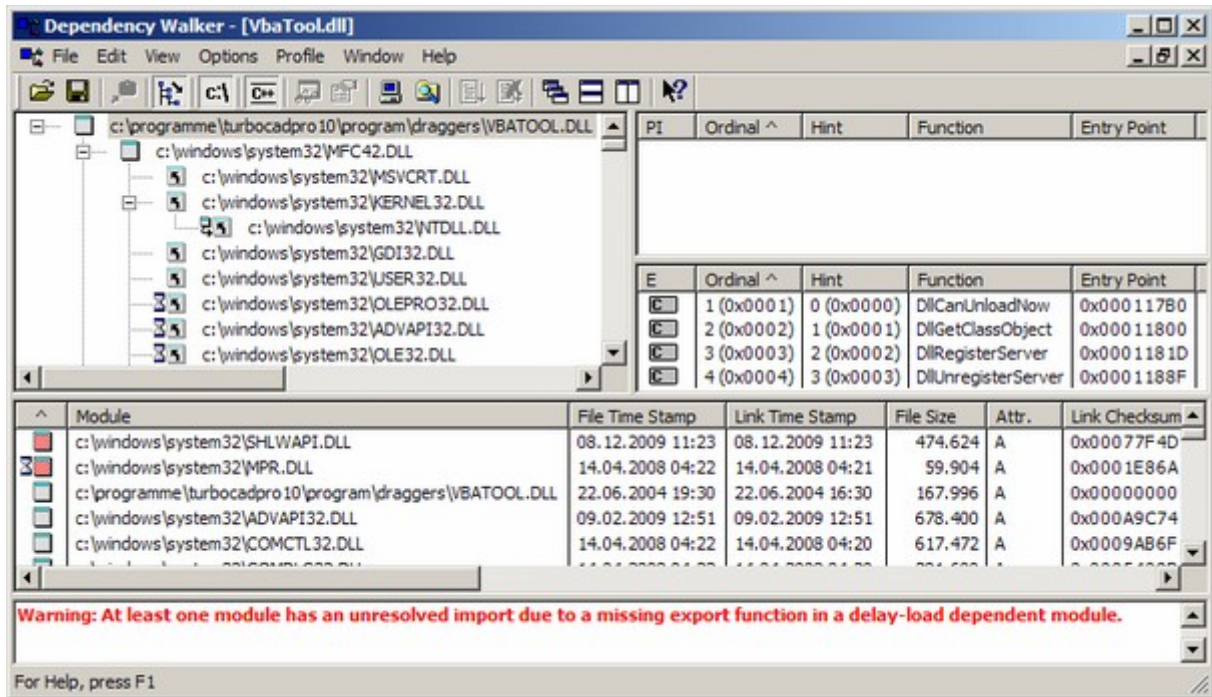 Dependency Walker - [VbaTool.dll]
File Edit View Options Profile Window Help
c:\ C++
c:\programme\turbocadpro10\program\draggers\VBATOOL.DLL
c:\windows\system32\MFC42.DLL
c:\windows\system32\MSVCRT.DLL
c:\windows\system32\KERNEL32.DLL
c:\windows\system32\NTDLL.DLL
c:\windows\system32\GDI32.DLL
c:\windows\system32\USER32.DLL
c:\windows\system32\OLEPRO32.DLL
c:\windows\system32\ADVAPI32.DLL
c:\windows\system32\OLE32.DLL
PI Ordinal ^ Hint Function Entry Point
E Ordinal ^ Hint Function Entry Point
C 1 (0x0001) 0 (0x0000) DllCanUnloadNow 0x000117B0
C 2 (0x0002) 1 (0x0001) DllGetClassObject 0x00011800
C 3 (0x0003) 2 (0x0002) DllRegisterServer 0x0001181D
C 4 (0x0004) 3 (0x0003) DllUnregisterServer 0x0001188F
^ Module File Time Stamp Link Time Stamp File Size Attr. Link Checksum
c:\windows\system32\SHLWAPI.DLL 08.12.2009 11:23 08.12.2009 11:23 474.624 A 0x00077F4D
c:\windows\system32\MPR.DLL 14.04.2008 04:22 14.04.2008 04:21 59.904 A 0x0001E86A
c:\programme\turbocadpro10\program\draggers\VBATOOL.DLL 22.06.2004 19:30 22.06.2004 16:30 167.996 A 0x00000000
c:\windows\system32\ADVAPI32.DLL 09.02.2009 12:51 09.02.2009 12:51 678.400 A 0x000A9C74
c:\windows\system32\COMCTL32.DLL 14.04.2008 04:22 14.04.2008 04:20 617.472 A 0x0009AB6F
Warning: At least one module has an unresolved import due to a missing export function in a delay-load dependent module.
For Help, press F1